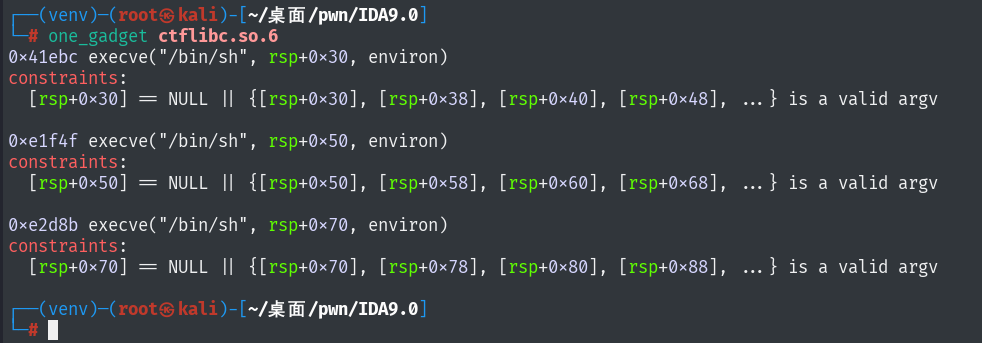 ┌──(venv)─(root㉿kali)-[~/桌面/pwn/IDA9.0]
└─# one_gadget ctflibc.so.6
0×41ebc execve("/bin/sh", rsp+0×30, environ)
constraints:
  [rsp+0×30] == NULL || {[rsp+0×30], [rsp+0×38], [rsp+0×40], [rsp+0×48], ...} is a valid argv

0×e1f4f execve("/bin/sh", rsp+0×50, environ)
constraints:
  [rsp+0×50] == NULL || {[rsp+0×50], [rsp+0×58], [rsp+0×60], [rsp+0×68], ...} is a valid argv

0×e2d8b execve("/bin/sh", rsp+0×70, environ)
constraints:
  [rsp+0×70] == NULL || {[rsp+0×70], [rsp+0×78], [rsp+0×80], [rsp+0×88], ...} is a valid argv

┌──(venv)─(root㉿kali)-[~/桌面/pwn/IDA9.0]
└─#